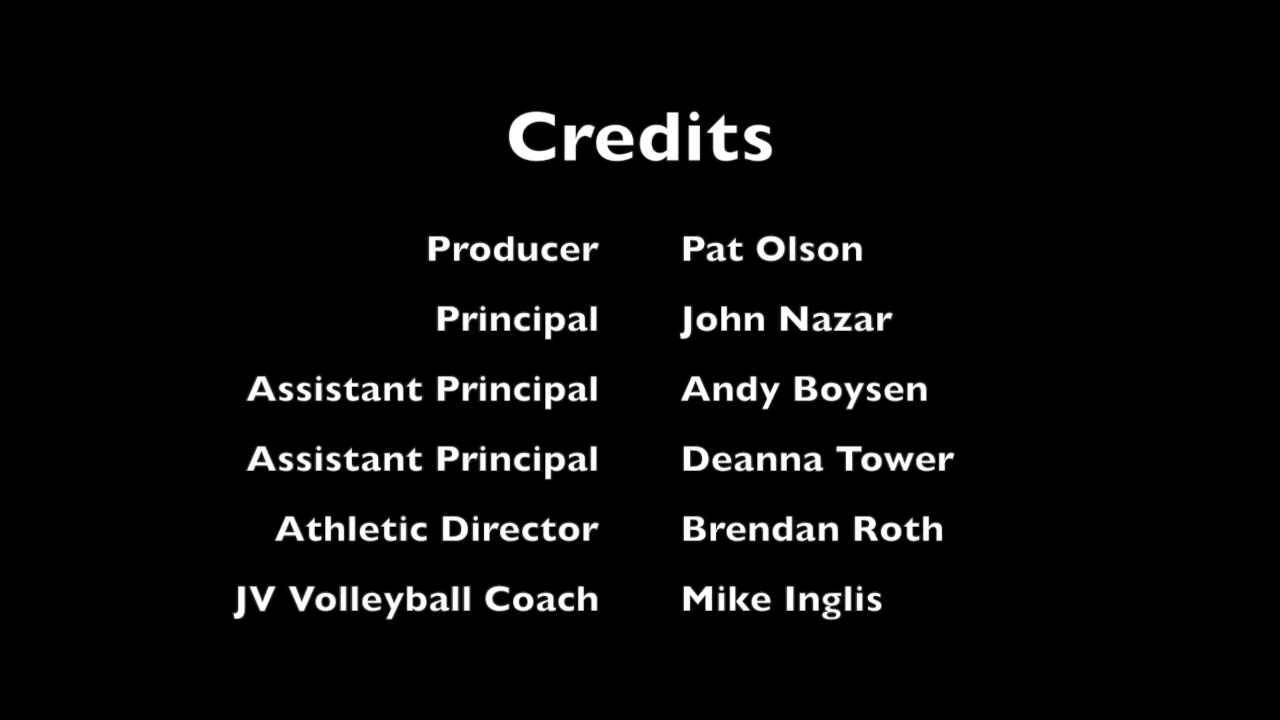 Credits
Producer Pat Olson
Principal John Nazar
Assistant Principal Andy Boysen
Assistant Principal Deanna Tower
Athletic Director Brendan Roth
JV Volleyball Coach Mike Inglis